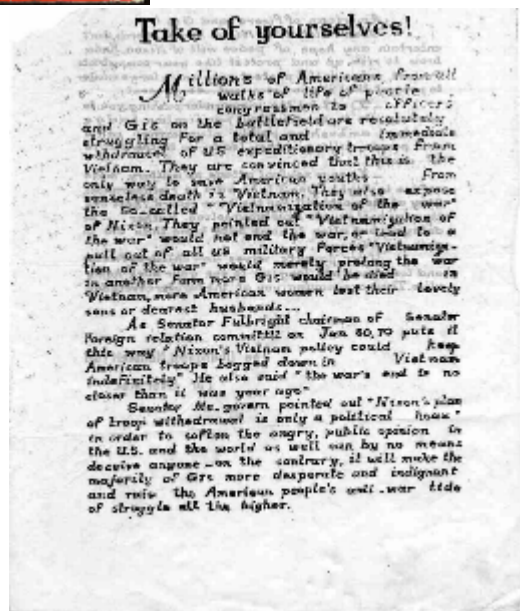 Take of yourselves!
Millions of Americans from all
walks of life of
congressmen to officers
and GIs on the battlefield are resolutely
struggling for a total and immediate
withdrawal of US expeditionary troops from
Vietnam. They are convinced that this is the
only way to save American youths from
senseless death in Vietnam. They also expose
the So-called "Vietnamization of the war"
of Nixon. They pointed out "Vietnamization of
the war" would not end the war, or lead to a
pull out of all US military forces "Vietnamiza-
tion of the war" would merely prolong the war
in another form more GIs would be died in
Vietnam, more American women lost their lovely
sons or dearest husbands...
As Senator Fulbright chairman of Senator
Foreign relation committii on Jan 30, 70 puts it
this way "Nixon's Vietnam policy could keep
American troops bogged down in Vietnam
indefinitely" He also said "the war's end is no
closer than it was year ago"
Senator Mc. govern pointed out "Nixon's plan
of troop withdrawal is only a political hoax"
in order to soften the angry, public opinion in
the U.S. and the world as well can by no means
deceive anyone _on the contrary, it will make the
majority of GIs more desperate and indignant
and raise the American people's anti-war tide
of struggle all the higher.